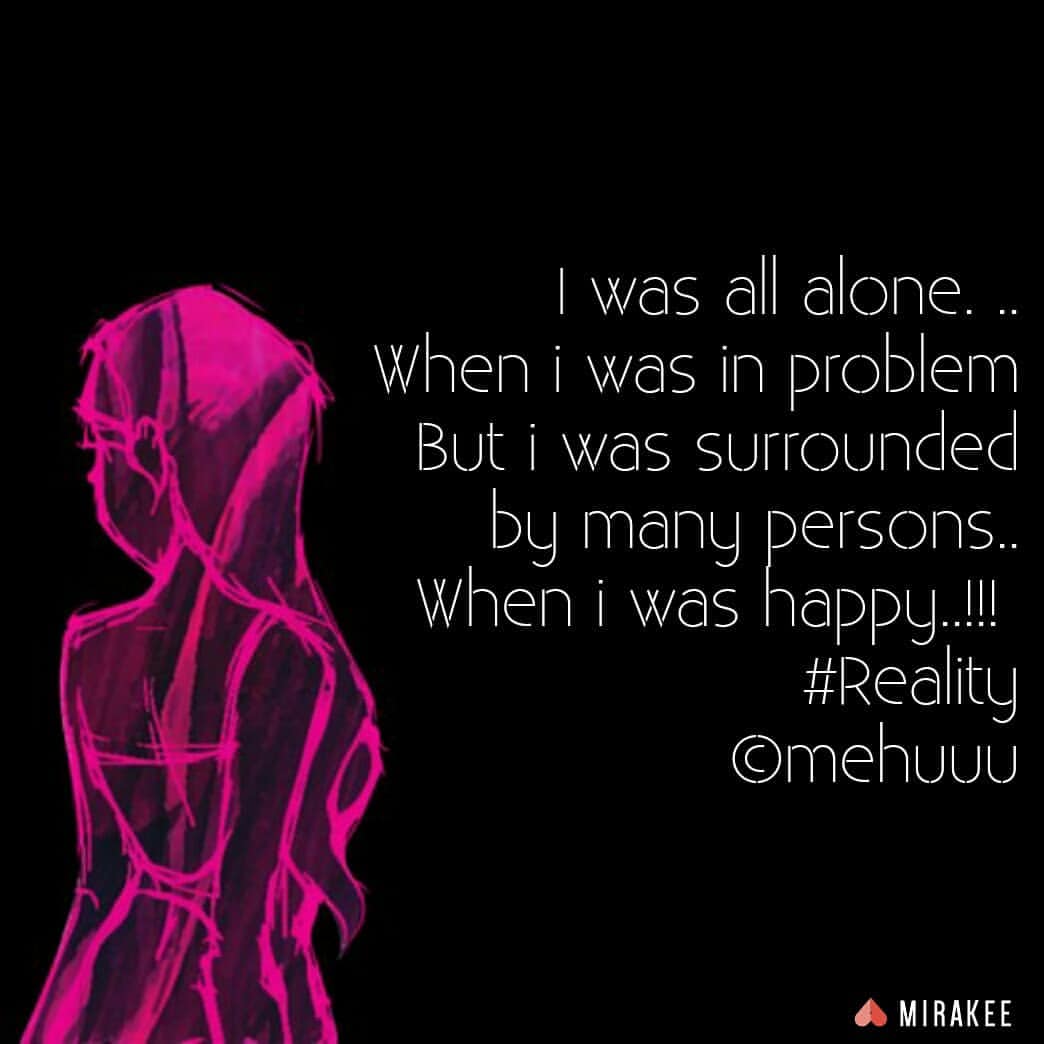 I was all alone. ..
When i was in problem
But i was surrounded
by many persons..
When i was happy..!!!
#Reality
©mehuuu
MIRAKEE